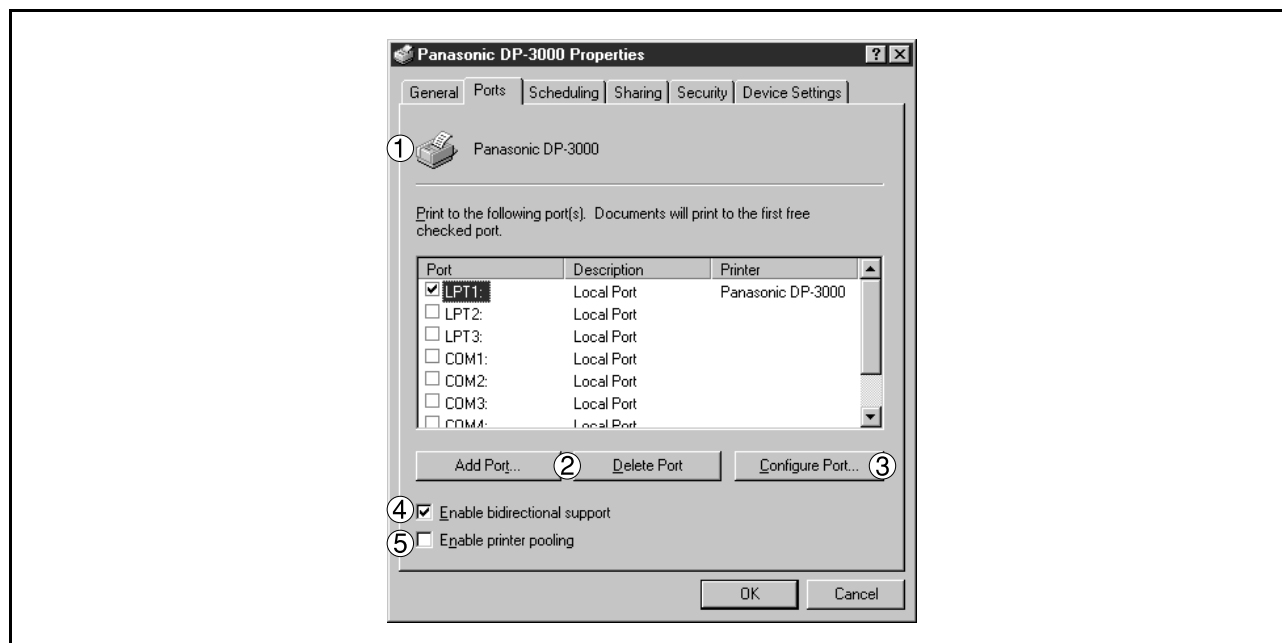 Panasonic DP-3000 Properties
General Ports Scheduling Sharing Security Device Settings
① Panasonic DP-3000
Print to the following port(s). Documents will print to the first free
checked port.
Port Description Printer
LPT1: Local Port Panasonic DP-3000
LPT2: Local Port
LPT3: Local Port
COM1: Local Port
COM2: Local Port
COM3: Local Port
COM4: Local Port
Add Port... ② Delete Port Configure Port... ③
④ Enable bidirectional support
⑤ Enable printer pooling
OK Cancel